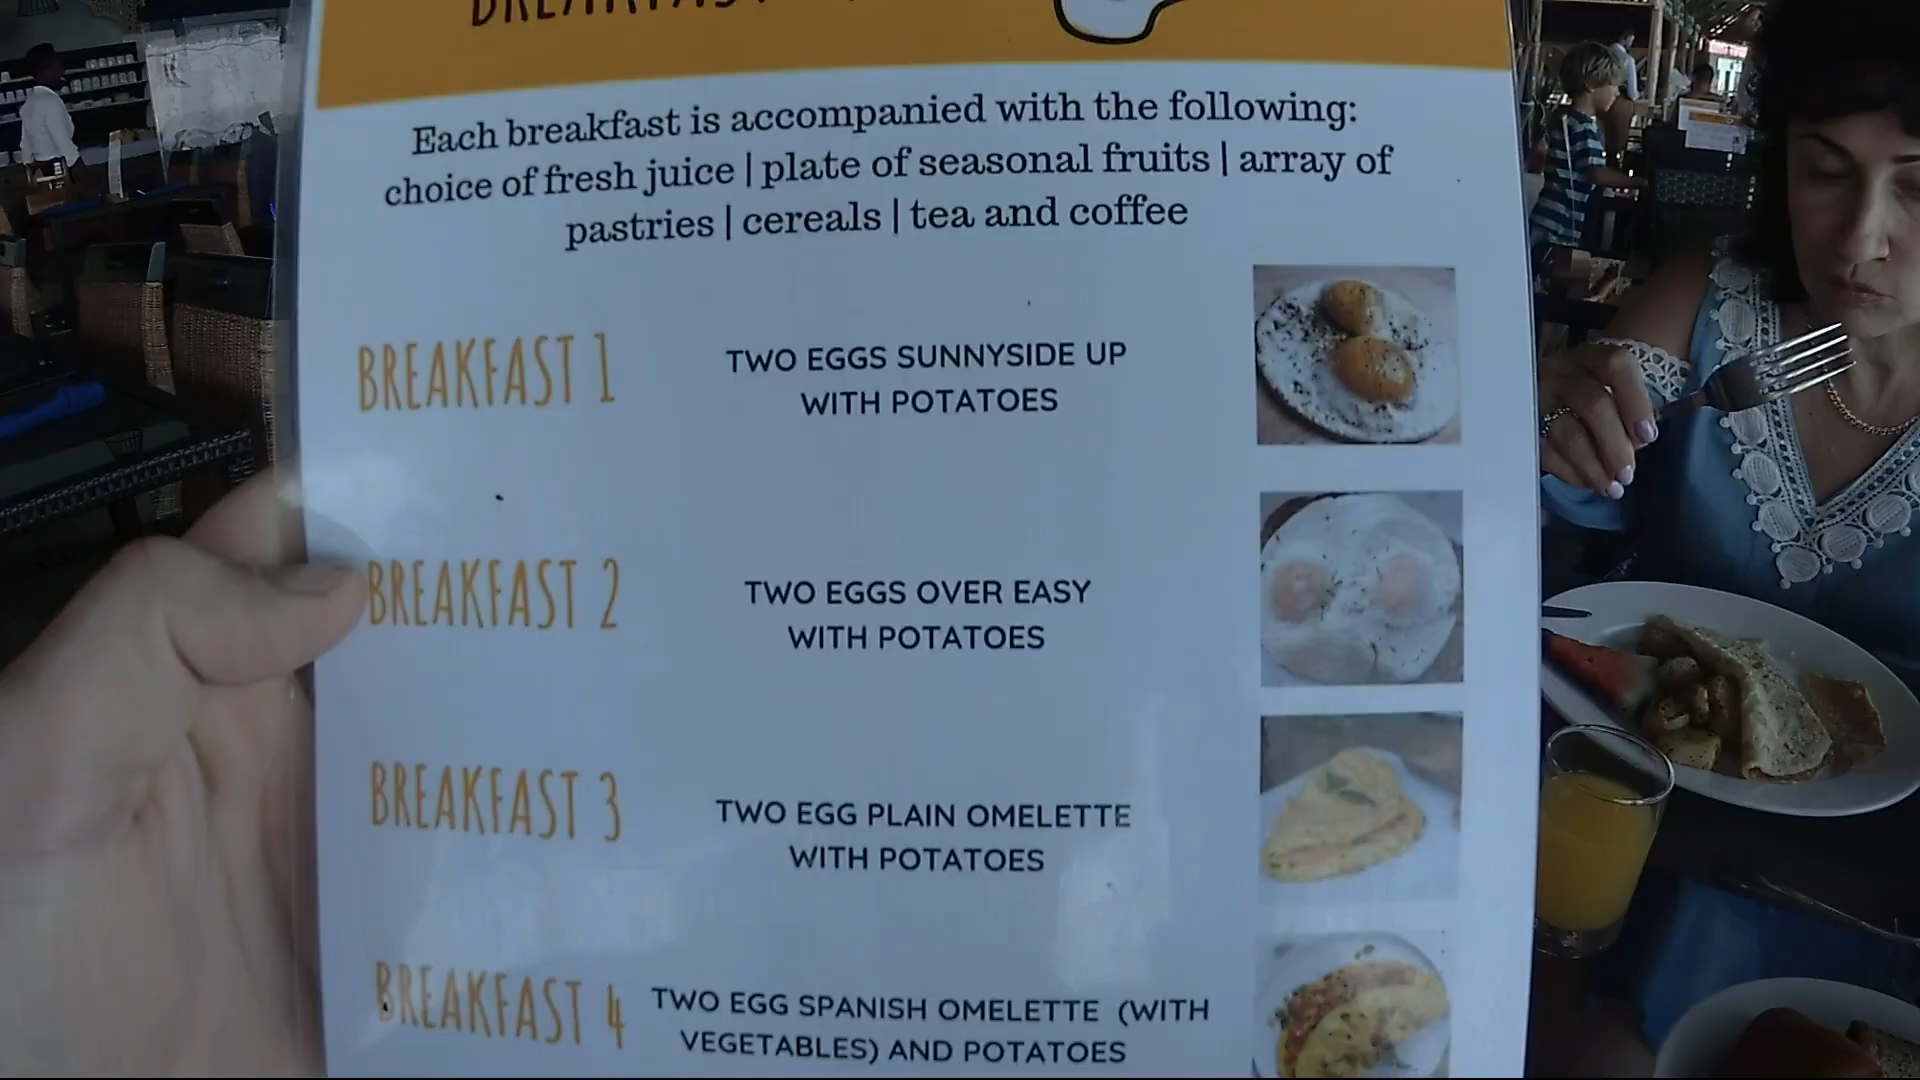 BREAKFAST
Each breakfast is accompanied with the following:
choice of fresh juice | plate of seasonal fruits | array of
pastries | cereals | tea and coffee
BREAKFAST 1
TWO EGGS SUNNYSIDE UP
WITH POTATOES
BREAKFAST 2
TWO EGGS OVER EASY
WITH POTATOES
BREAKFAST 3
TWO EGG PLAIN OMELETTE
WITH POTATOES
BREAKFAST 4
TWO EGG SPANISH OMELETTE (WITH
VEGETABLES) AND POTATOES